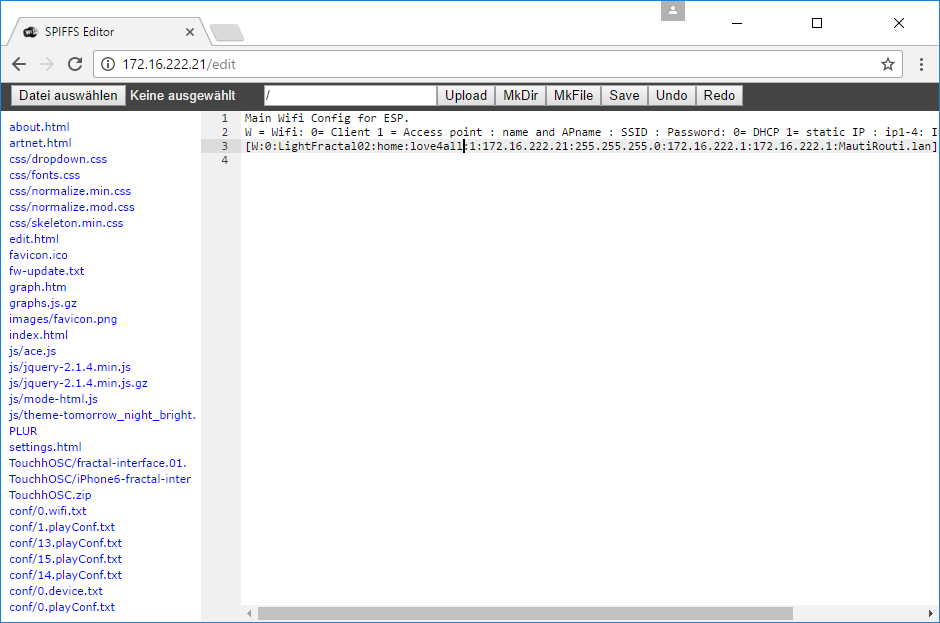 SPIFFS Editor
172.16.222.21/edit
Datei auswählen Keine ausgewählt / Upload MkDir MkFile Save Undo Redo
about.html
artnet.html
css/dropdown.css
css/fonts.css
css/normalize.min.css
css/normalize.mod.css
css/skeleton.min.css
edit.html
favicon.ico
fw-update.txt
graph.htm
graphs.js.gz
images/favicon.png
index.html
js/ace.js
js/jquery-2.1.4.min.js
js/jquery-2.1.4.min.js.gz
js/mode-html.js
js/theme-tomorrow_night_bright.
PLUR
settings.html
TouchhOSC/fractal-interface.01.
TouchhOSC/iPhone6-fractal-inter
TouchhOSC.zip
conf/0.wifi.txt
conf/1.playConf.txt
conf/13.playConf.txt
conf/15.playConf.txt
conf/14.playConf.txt
conf/0.device.txt
conf/0.playConf.txt
1 Main Wifi Config for ESP.
2 W = Wifi: 0= Client 1 = Access point : name and APname : SSID : Password: 0= DHCP 1= static IP : ip1-4: I
3 [W:0:LightFractal02:home:love4all:1:172.16.222.21:255.255.255.0:172.16.222.1:172.16.222.1:MautiRouti.lan]
4